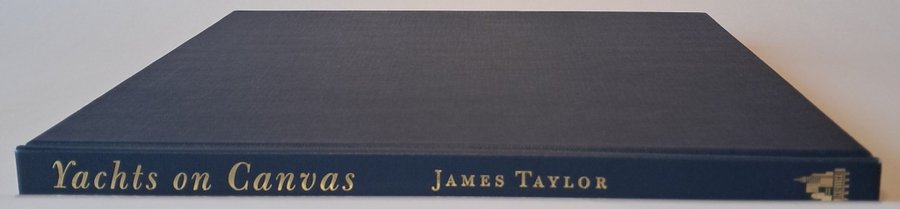 Yachts on Canvas James Taylor